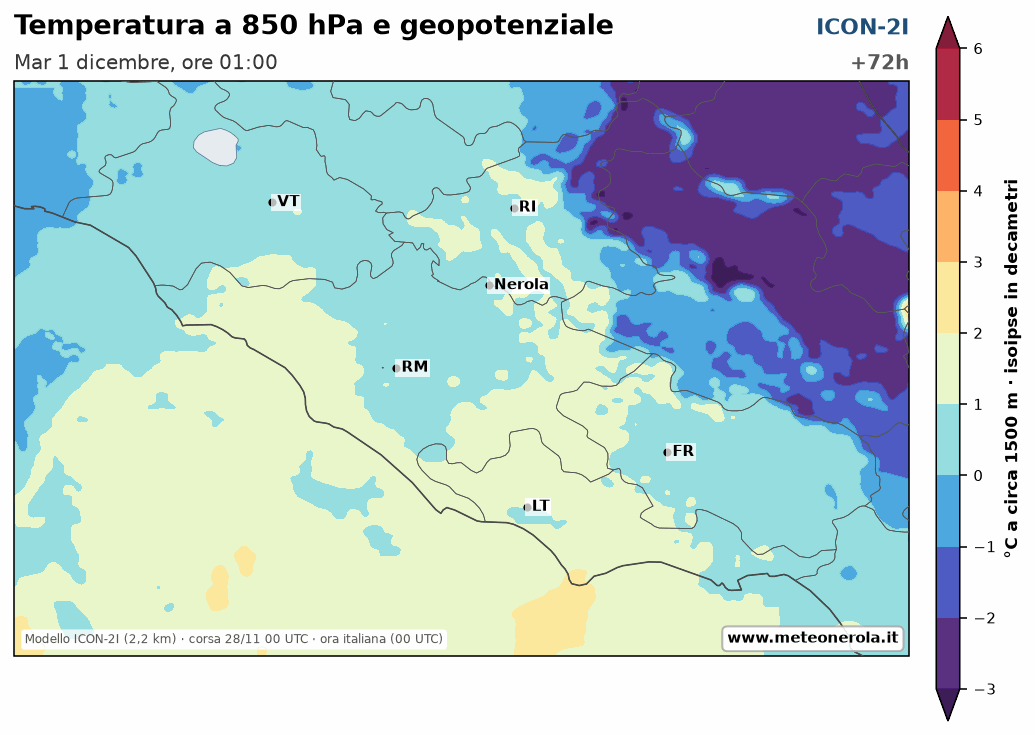 Temperatura a 850 hPa e geopotenziale
ICON-2I
Mar 1 dicembre, ore 01:00
+72h
VT
RI
Nerola
RM
FR
LT
Modello ICON-2I (2,2 km) · corsa 28/11 00 UTC · ora italiana (00 UTC)
www.meteonerola.it
6
5
4
3
2
1
0
−1
−2
−3
°C a circa 1500 m · isoipse in decametri